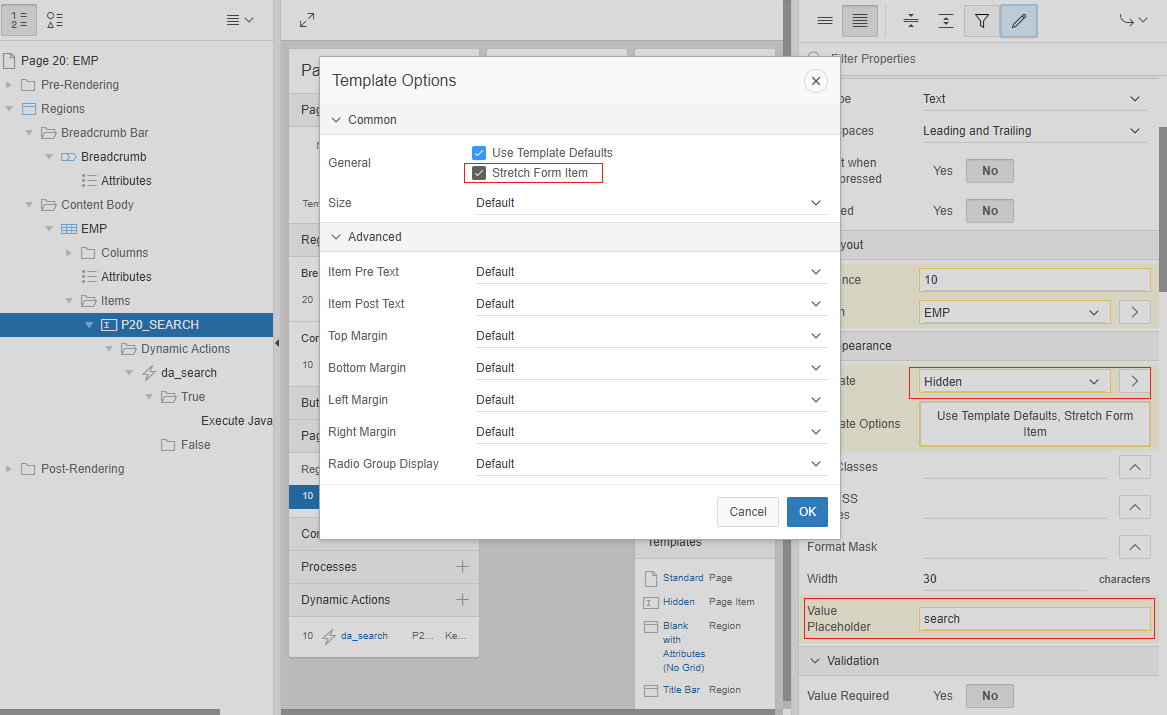 Page 20: EMP
Pre-Rendering
Regions
Breadcrumb Bar
Breadcrumb
Attributes
Content Body
EMP
Columns
Attributes
Items
P20_SEARCH
Dynamic Actions
da_search
True
Execute Java
False
Post-Rendering
Template Options
Common
General
Use Template Defaults
Stretch Form Item
Size Default
Advanced
Item Pre Text Default
Item Post Text Default
Top Margin Default
Bottom Margin Default
Left Margin Default
Right Margin Default
Radio Group Display Default
Cancel OK
Pa
Pag
Tem
Reg
Bre
20
Con
10
But
Pag
Reg
10
Con
Processes
Dynamic Actions
10 da_search P2... Ke...
Templates
Standard Page
Hidden Page Item
Blank with Attributes (No Grid) Region
Title Bar Region
ilter Properties
pe Text
paces Leading and Trailing
t when
pressed Yes No
ed Yes No
yout
nce 10
n EMP
pearance
ate Hidden
ate Options Use Template Defaults, Stretch Form
Item
Classes
SS
es
Format Mask
Width 30 characters
Value
Placeholder search
Validation
Value Required Yes No